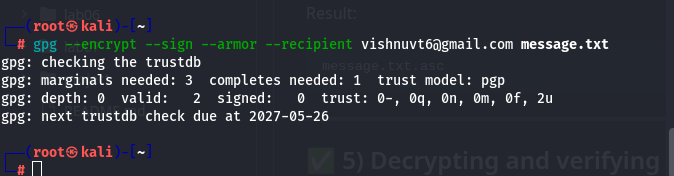 lab06
Result:
(root㉿kali)-[~]
# gpg --encrypt --sign --armor --recipient vishnuvt6@gmail.com message.txt
message.txt.asc
gpg: checking the trustdb
gpg: marginals needed: 3 completes needed: 1 trust model: pgp
gpg: depth: 0 valid: 2 signed: 0 trust: 0-, 0q, 0n, 0m, 0f, 2u
gpg: next trustdb check due at 2027-05-26
(root㉿kali)-[~]
#
✅ 5) Decrypting and verifying